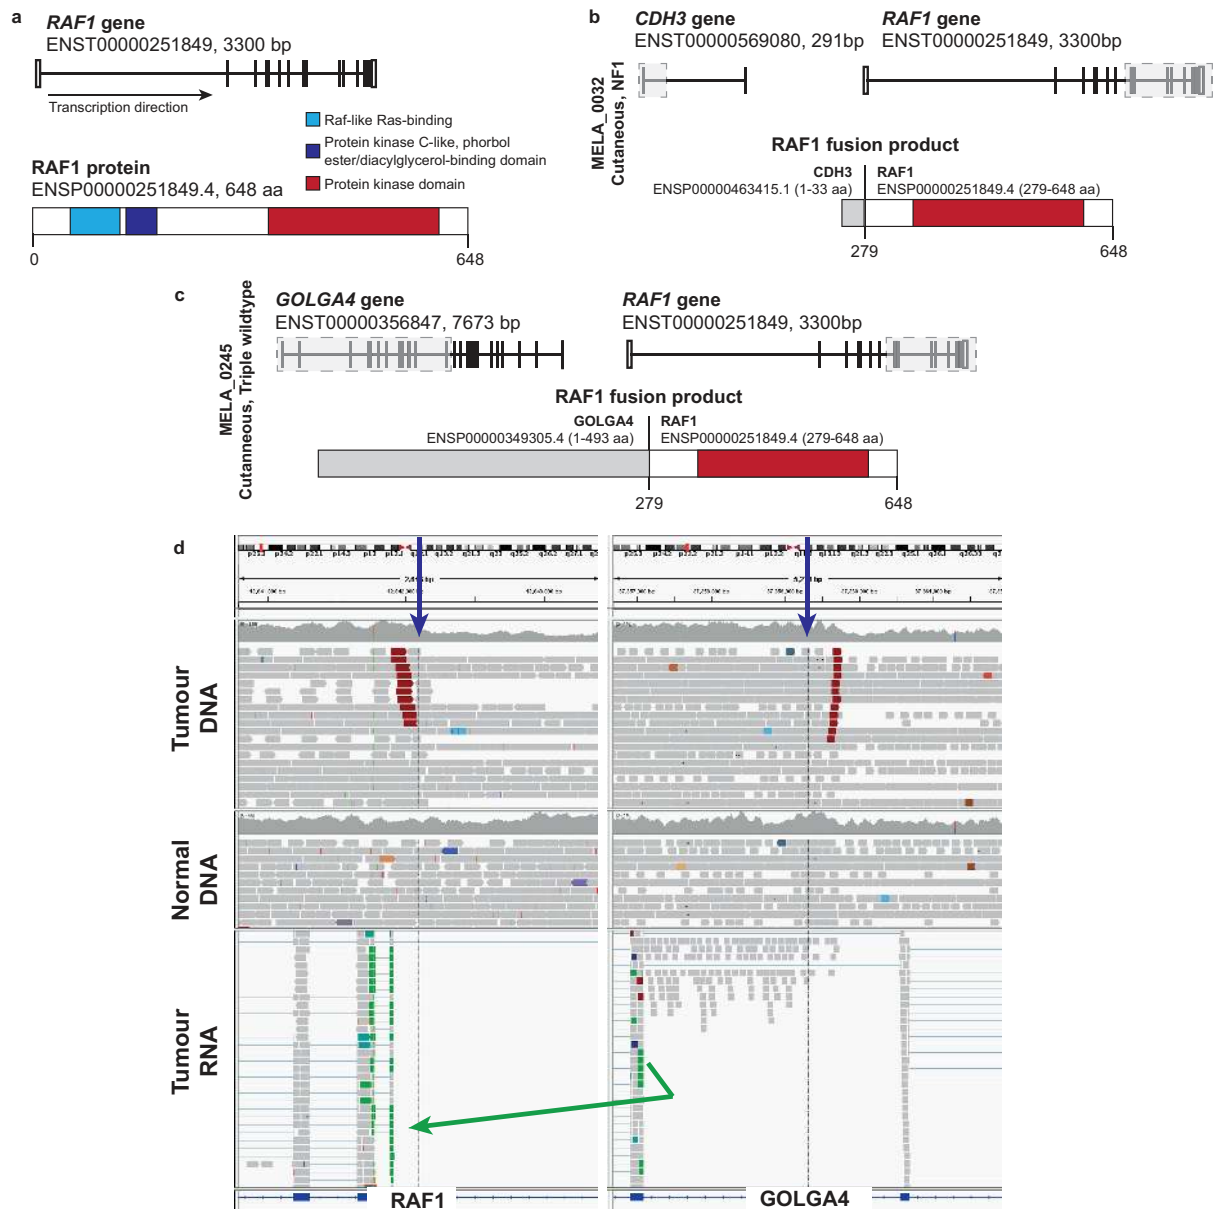 a
RAF1 gene
ENST00000251849, 3300 bp
Transcription direction
Raf-like Ras-binding
Protein kinase C-like, phorbol
ester/diacylglycerol-binding domain
Protein kinase domain
RAF1 protein
ENSP00000251849.4, 648 aa
0
648
b
MELA_0032
Cutaneous, NF1
CDH3 gene
ENST00000569080, 291bp
RAF1 gene
ENST00000251849, 3300bp
RAF1 fusion product
CDH3
ENSP00000463415.1 (1-33 aa)
RAF1
ENSP00000251849.4 (279-648 aa)
279
648
c
MELA_0245
Cutanneous, Triple wildtype
GOLGA4 gene
ENST00000356847, 7673 bp
RAF1 gene
ENST00000251849, 3300bp
RAF1 fusion product
GOLGA4
ENSP00000349305.4 (1-493 aa)
RAF1
ENSP00000251849.4 (279-648 aa)
279
648
d
Tumour
DNA
Normal
DNA
Tumour
RNA
RAF1
GOLGA4